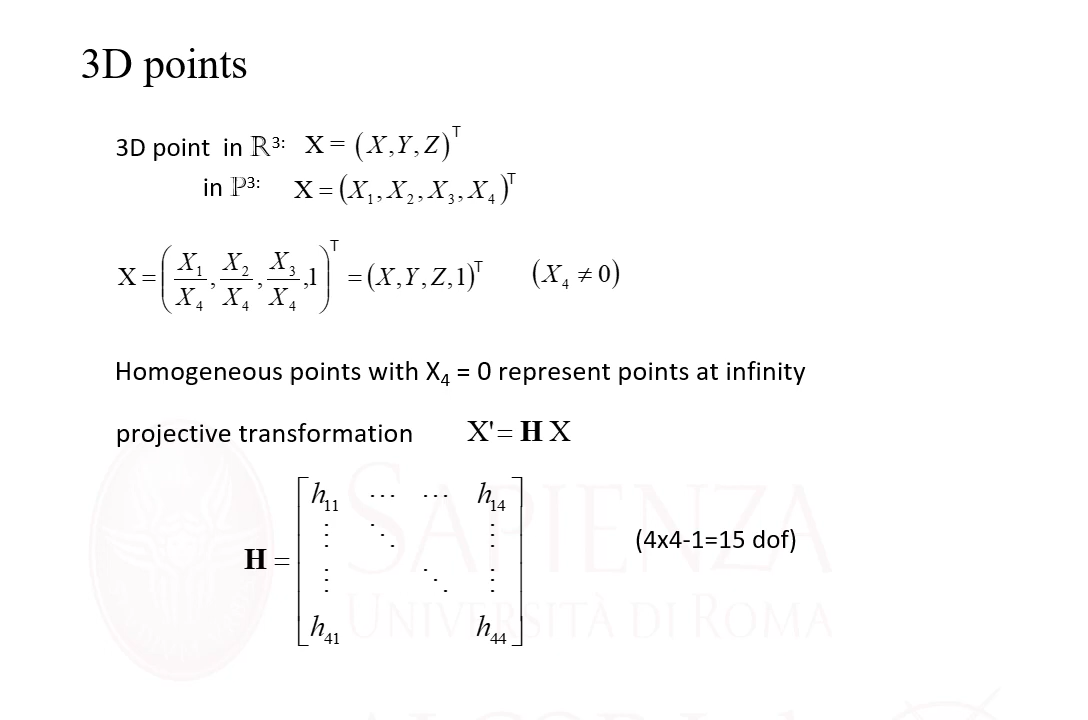 3D points
3D point in ℝ³: X = (X,Y,Z)ᵀ
in ℙ³: X = (X₁,X₂,X₃,X₄)ᵀ
X = (X₁/X₄, X₂/X₄, X₃/X₄, 1)ᵀ = (X,Y,Z,1)ᵀ (X₄ ≠ 0)
Homogeneous points with X₄ = 0 represent points at infinity
projective transformation X' = H X
H = [h₁₁ ⋯ ⋯ h₁₄
⋮ ⋱ ⋮
⋮ ⋱ ⋮
h₄₁ h₄₄]
(4x4-1=15 dof)
SAPIENZA
UNIVERSITÀ DI ROMA